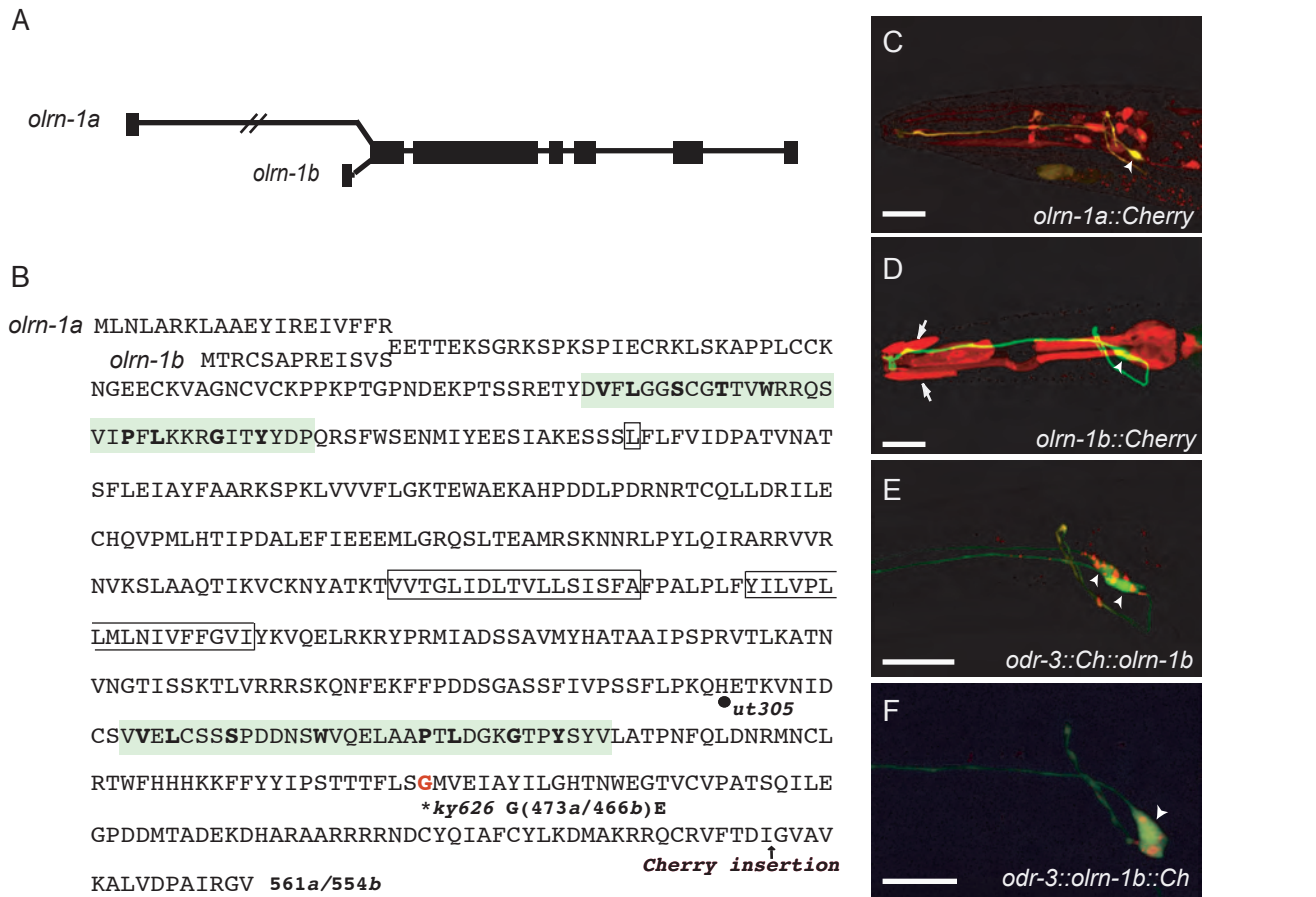 A
olrn-1a
olrn-1b
B
olrn-1a MLNLARKLAAEYIREIVFFR
EETTEKSGRKSPKSPIECRKLSKAPPLCCK
olrn-1b MTRCSAPREISVS
NGEECKVAGNCVCKPPKPTGPNDEKPTSSRETYDVFLGGSCGTTVWRRQS
VIPFLKKRGITYYDPQRSFWSENMIYEESIAKESSSLFLFVIDPATVNAT
SFLEIAYFAARKSPKLVVVFLGKTEWAEKAHPDDLPDRNRTCQLLDRILE
CHQVPMLHTIPDALEFIEEEMLGRQSLTEAMRSKNNRLPYLQIRARRVVR
NVKSLAAQTIKVCKNYATKTVVTGLIDLTVLLSISFAFPALPLFYILVPL
LMLNIVFFGVIYKVQELRKRYPRMIADSSAVMYHATAAIPSPRVTLKATN
VNGTISSKTLVRRRSKQNFEKFFPDDSGASSFIVPSSFLPKQHETKVNID
ut305
CSVVELCSSSPDDNSWVQELAAPTLDGKGTPYSYVLATPNFQLDNRMNCL
RTWFHHHKKFFYYIPSTTTFLSGMVEIAYILGHTNWEGTVCVPATSQILE
*ky626 G(473a/466b)E
GPDDMTADEKDHARAARRRRNDCYQIAFCYLKDMAKRRQCRVFTDIGVAV
Cherry insertion
KALVDPAIRGV 561a/554b
C
olrn-1a::Cherry
D
olrn-1b::Cherry
E
odr-3::Ch::olrn-1b
F
odr-3::olrn-1b::Ch